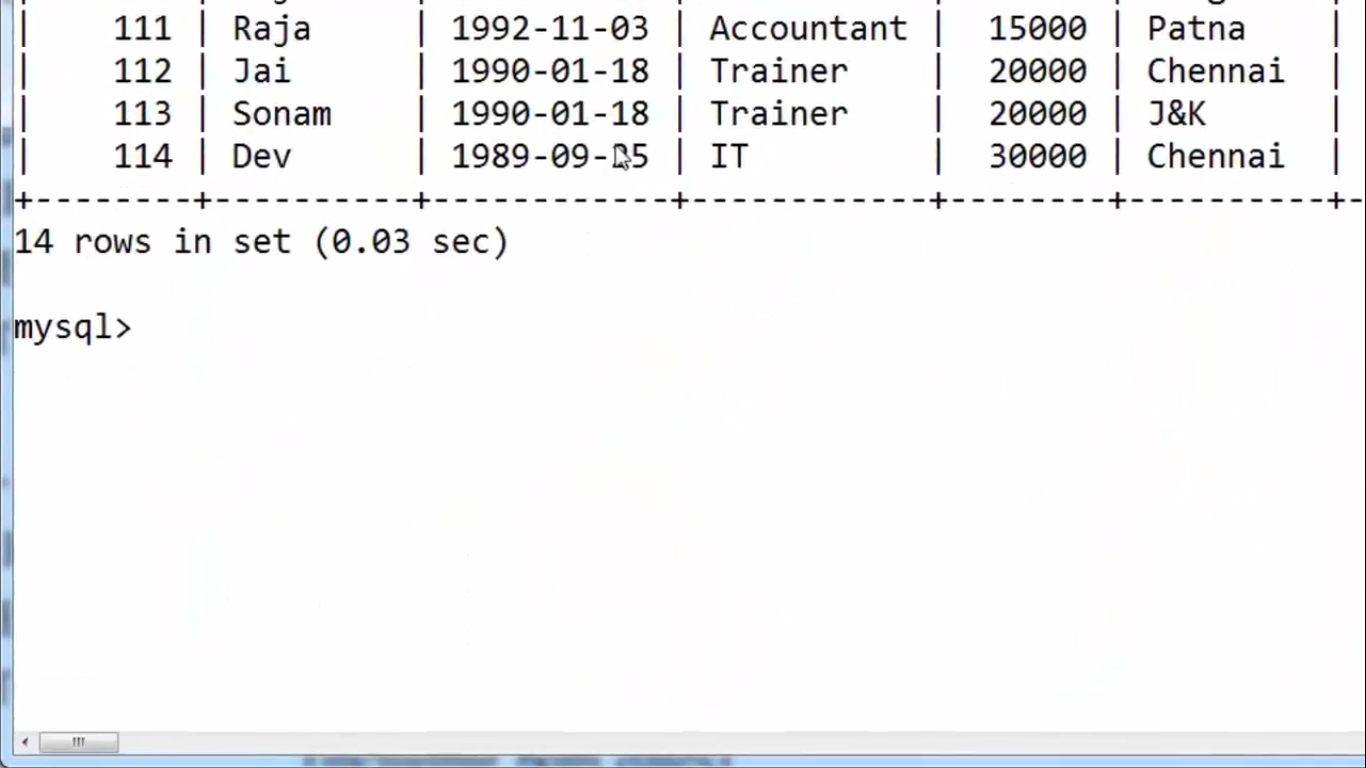 |     111 | Raja     | 1992-11-03 | Accountant |  15000 | Patna    |
|     112 | Jai      | 1990-01-18 | Trainer    |  20000 | Chennai  |
|     113 | Sonam    | 1990-01-18 | Trainer    |  20000 | J&K      |
|     114 | Dev      | 1989-09- | IT         |  30000 | Chennai  |
+---------+----------+------------+------------+--------+----------+-
14 rows in set (0.03 sec)
mysql>